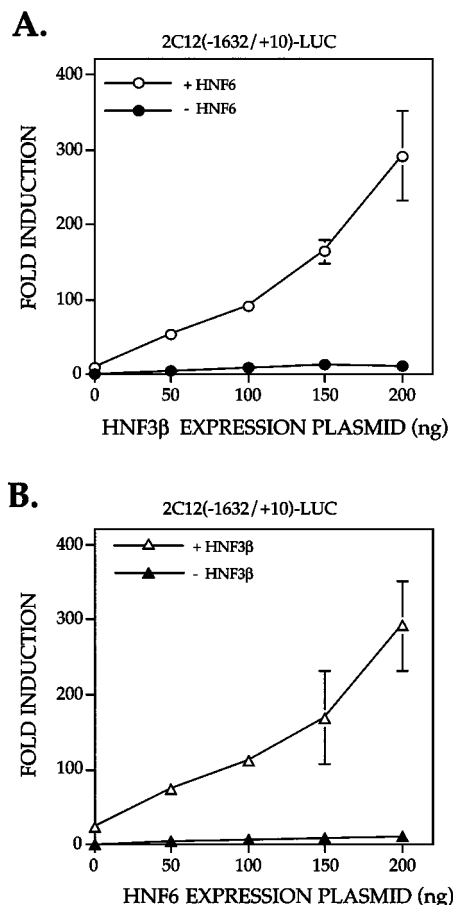 A.
2C12(-1632/+10)-LUC
400
300
200
100
0
+ HNF6
- HNF6
FOLD INDUCTION
0 50 100 150 200
HNF3β EXPRESSION PLASMID (ng)
B.
2C12(-1632/+10)-LUC
400
300
200
100
0
+ HNF3β
- HNF3β
FOLD INDUCTION
0 50 100 150 200
HNF6 EXPRESSION PLASMID (ng)